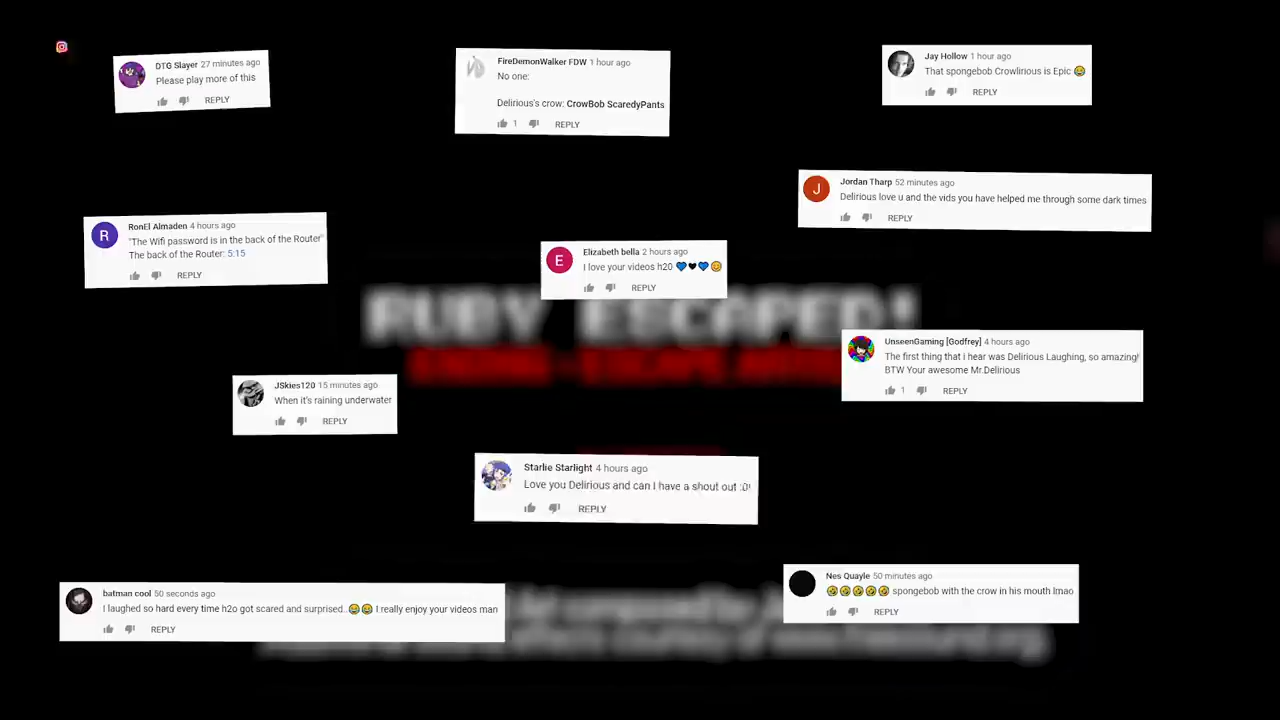 DTG Slayer 27 minutes ago
Please play more of this
REPLY
FireDemonWalker FDW 1 hour ago
No one:
Delirious's crow: CrowBob ScaredyPants
1 REPLY
Jay Hollow 1 hour ago
That spongebob Crowlirious is Epic 😂
REPLY
J
Jordan Tharp 52 minutes ago
Delirious love u and the vids you have helped me through some dark times
REPLY
R
RonEl Almaden 4 hours ago
"The Wifi password is in the back of the Router"
The back of the Router: 5:15
REPLY
E
Elizabeth bella 2 hours ago
I love your videos h20 💙🖤💙😊
REPLY
RUBY ESCAPED!
UnseenGaming [Godfrey] 4 hours ago
The first thing that i hear was Delirious Laughing, so amazing!
BTW Your awesome Mr.Delirious
1 REPLY
JSkies120 15 minutes ago
When it's raining underwater
REPLY
Starlie Starlight 4 hours ago
Love you Delirious and can I have a shout out :0!
REPLY
batman cool 50 seconds ago
I laughed so hard every time h2o got scared and surprised..😂😂 I really enjoy your videos man
REPLY
Nes Quayle 50 minutes ago
🤣🤣🤣🤣🤣 spongebob with the crow in his mouth lmao
REPLY